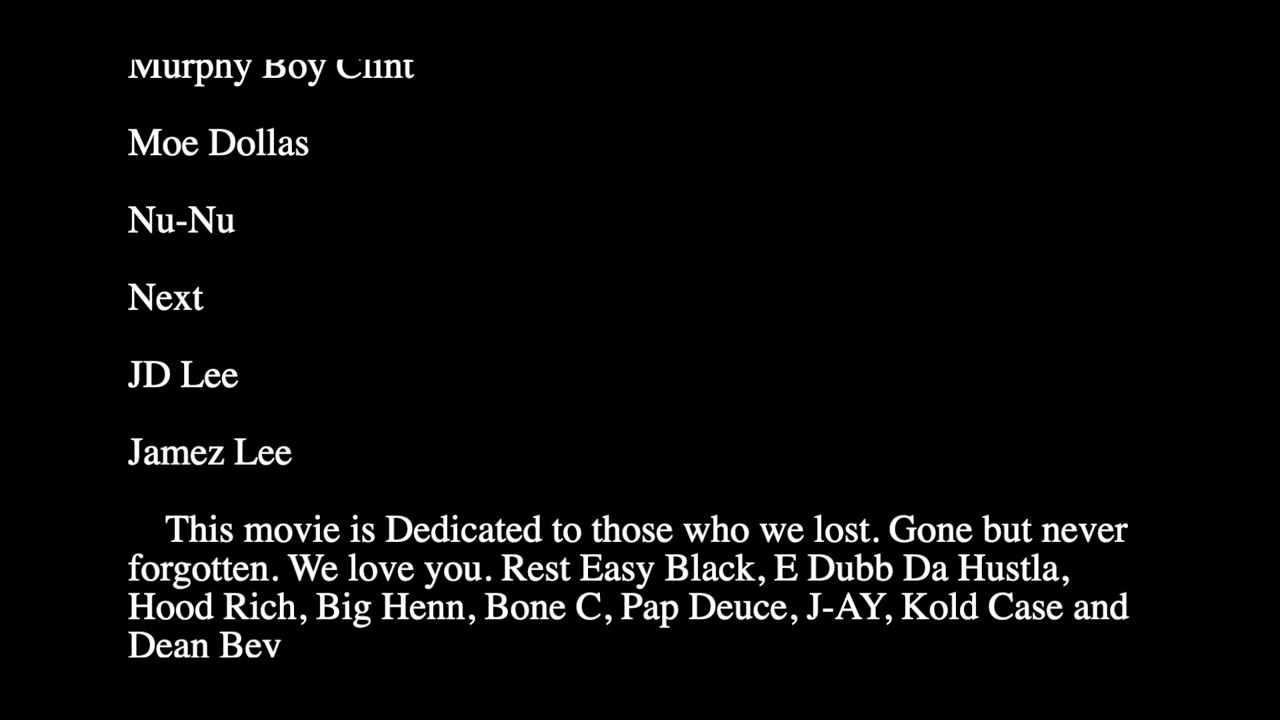 Murphy Boy Clint
Moe Dollas
Nu-Nu
Next
JD Lee
Jamez Lee
This movie is Dedicated to those who we lost. Gone but never
forgotten. We love you. Rest Easy Black, E Dubb Da Hustla,
Hood Rich, Big Henn, Bone C, Pap Deuce, J-AY, Kold Case and
Dean Bev